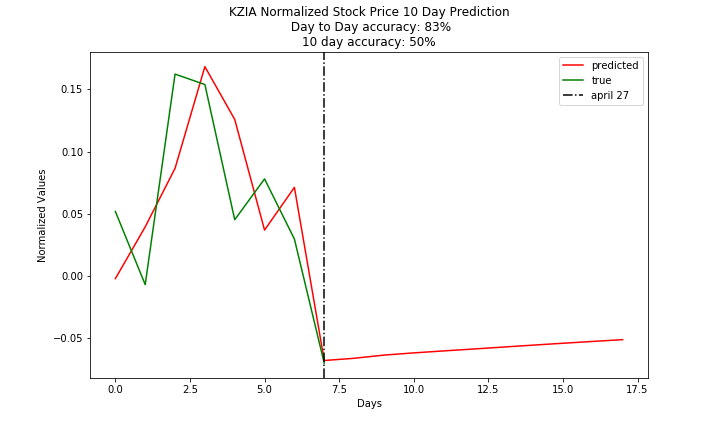 KZIA Normalized Stock Price 10 Day Prediction
Day to Day accuracy: 83%
10 day accuracy: 50%
predicted
true
april 27
Normalized Values
0.15
0.10
0.05
0.00
−0.05
0.0 2.5 5.0 7.5 10.0 12.5 15.0 17.5
Days